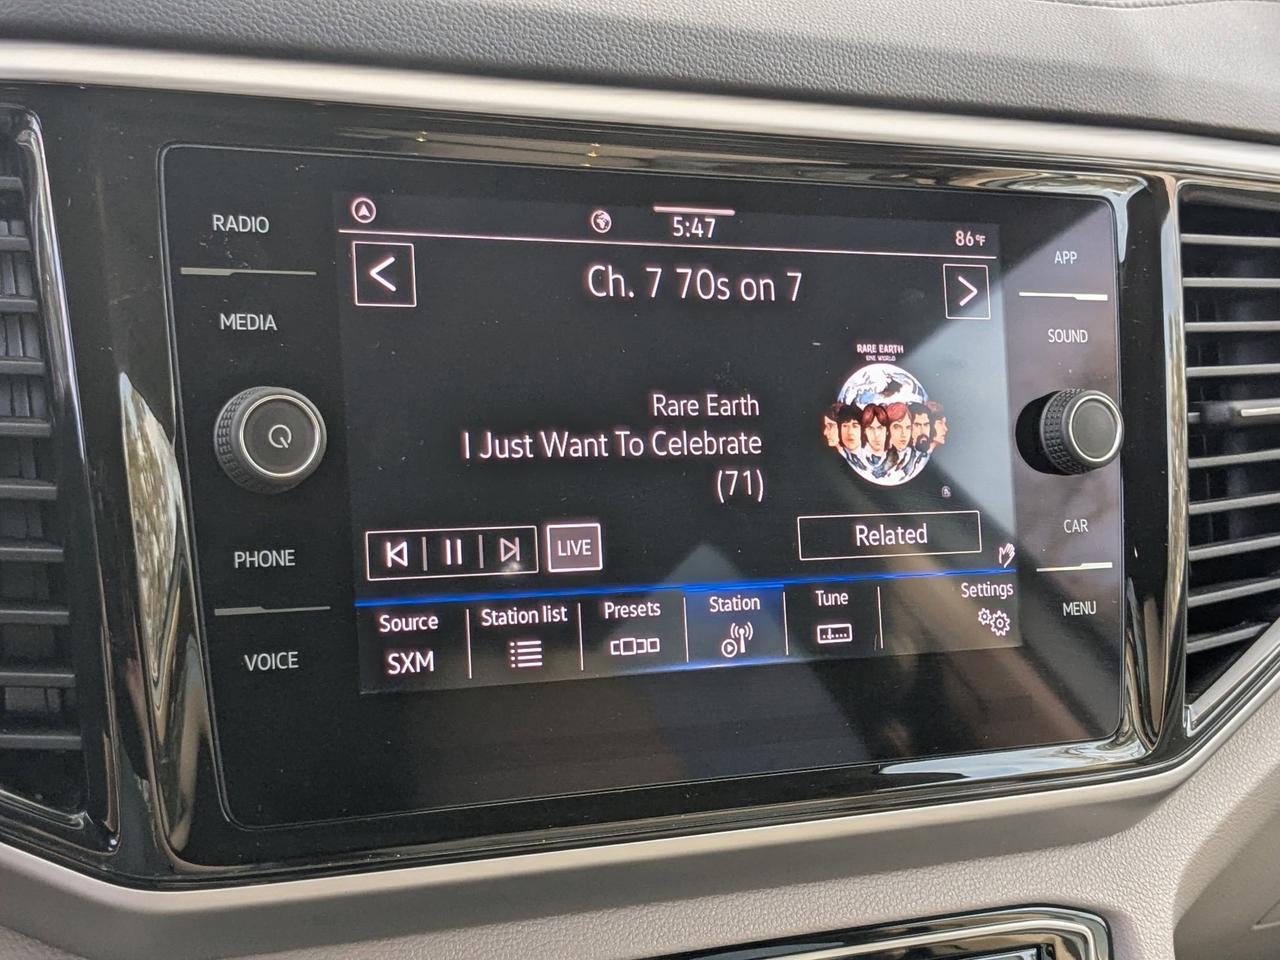 RADIO
MEDIA
PHONE
VOICE
5:47
86°F
Ch. 7 70s on 7
RARE EARTH
ONE WORLD
Rare Earth
I Just Want To Celebrate
(71)
LIVE
Related
Source
SXM
Station list
Presets
Station
Tune
Settings
APP
SOUND
CAR
MENU